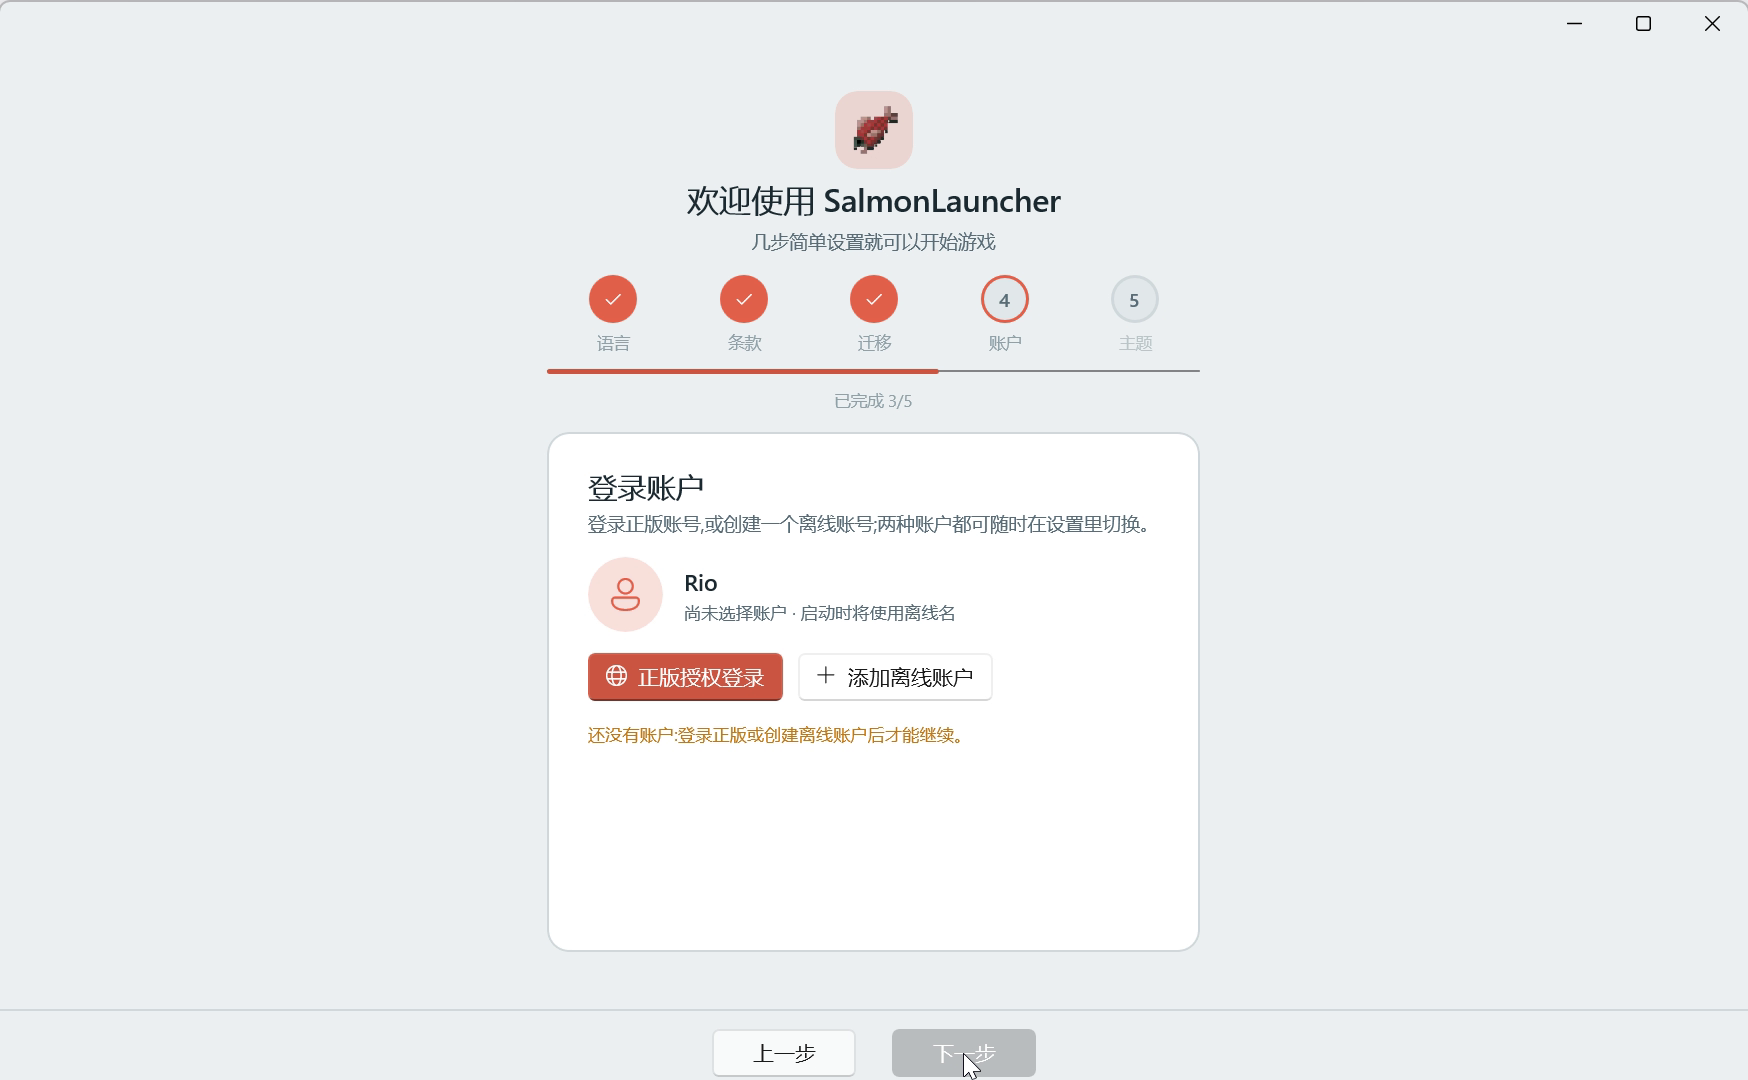 欢迎使用 SalmonLauncher
几步简单设置就可以开始游戏
4
5
语言
条款
迁移
账户
主题
已完成 3/5
登录账户
登录正版账号,或创建一个离线账号;两种账户都可随时在设置里切换。
Rio
尚未选择账户 · 启动时将使用离线名
正版授权登录
添加离线账户
还没有账户:登录正版或创建离线账户后才能继续。
上一步
下一步